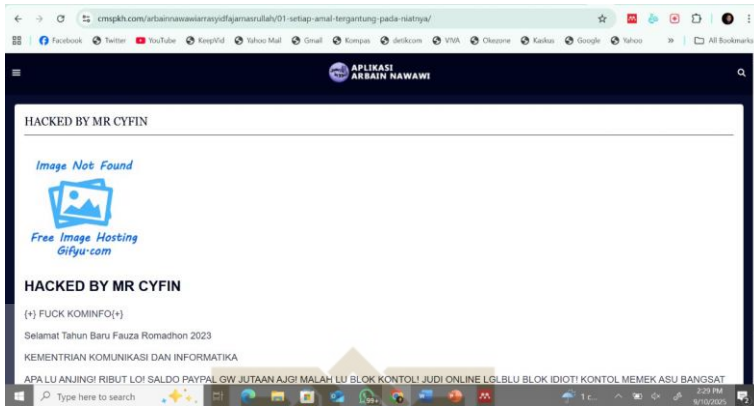 cmspkh.com/arbainnawawiarrasyidfajarnasrullah/01-setiap-amal-tergantung-pada-niatnya/
Facebook Twitter YouTube KeepVid Yahoo Mail Gmail Kompas detikcom VIVA Okezone Kaskus Google Yahoo » All Bookmarks
APLIKASI
ARBAIN NAWAWI
HACKED BY MR CYFIN
Image Not Found
Free Image Hosting
Gifyu.com
HACKED BY MR CYFIN
{+} FUCK KOMINFO{+}
Selamat Tahun Baru Fauza Romadhon 2023
KEMENTRIAN KOMUNIKASI DAN INFORMATIKA
APA LU ANJING! RIBUT LO! SALDO PAYPAL GW JUTAAN AJG! MALAH LU BLOK KONTOL! JUDI ONLINE LGLBLU BLOK IDIOT! KONTOL MEMEK ASU BANGSAT
Type here to search
99+
2:29 PM
9/10/2025